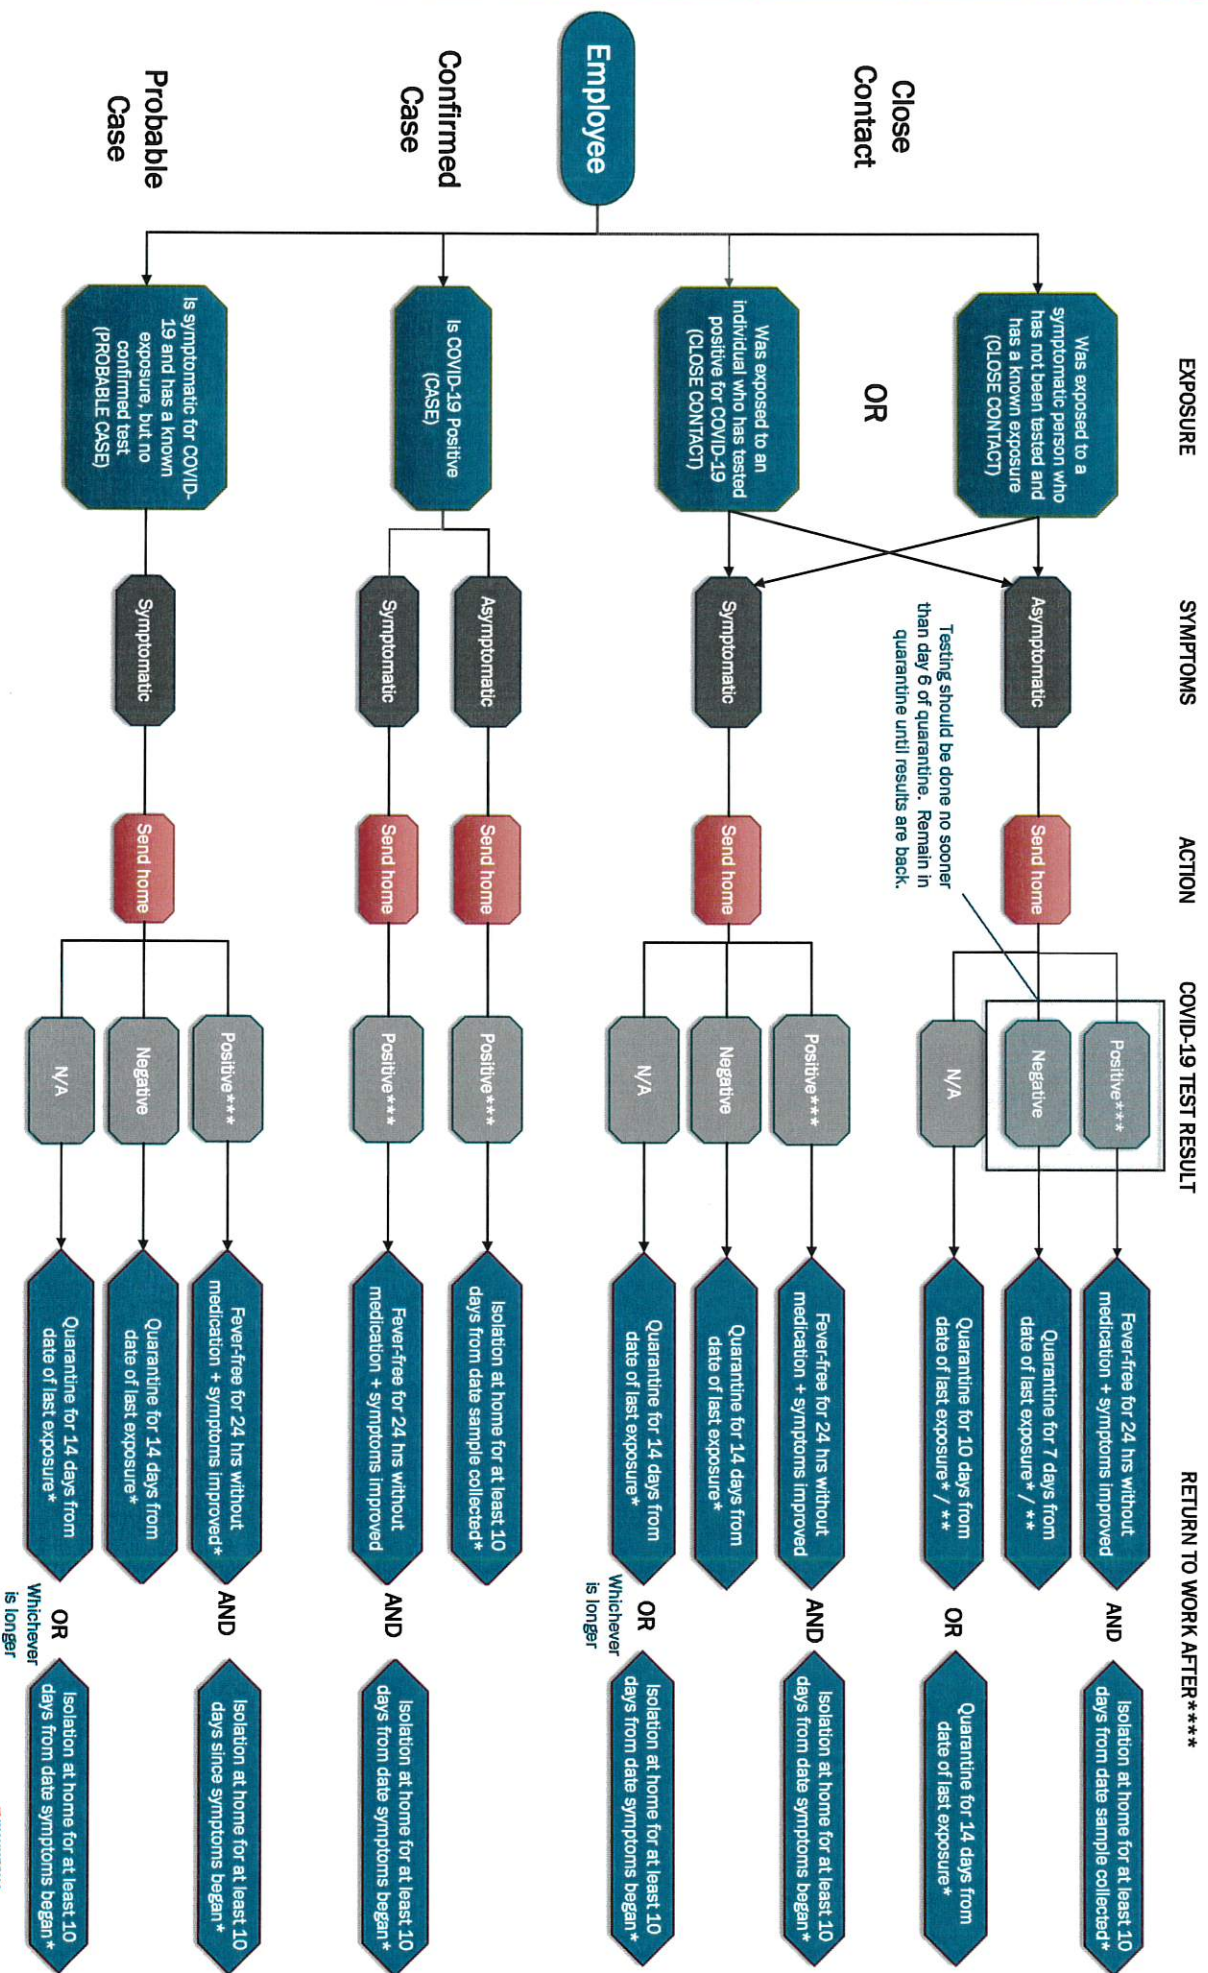 EXPOSURE
SYMPTOMS
ACTION
COVID-19 TEST RESULT
RETURN TO WORK AFTER****
Close
Contact
Was exposed to a
symptomatic person who
has not been tested and
has a known exposure
(CLOSE CONTACT)
Asymptomatic
Send home
Positive***
Fever-free for 24 hrs without
medication + symptoms improved
AND
Isolation at home for at least 10
days from date sample collected*
Negative
Quarantine for 7 days from
date of last exposure* / **
N/A
Quarantine for 10 days from
date of last exposure* / **
OR
Quarantine for 14 days from
date of last exposure*
Testing should be done no sooner
than day 6 of quarantine. Remain in
quarantine until results are back.
OR
Was exposed to an
individual who has tested
positive for COVID-19
(CLOSE CONTACT)
Symptomatic
Send home
Positive***
Fever-free for 24 hrs without
medication + symptoms improved
AND
Isolation at home for at least 10
days from date symptoms began*
Negative
Quarantine for 14 days from
date of last exposure*
N/A
Quarantine for 14 days from
date of last exposure*
OR
Whichever
is longer
Isolation at home for at least 10
days from date symptoms began*
Employee
Confirmed
Case
Is COVID-19 Positive
(CASE)
Asymptomatic
Send home
Positive***
Isolation at home for at least 10
days from date sample collected*
Symptomatic
Send home
Positive***
Fever-free for 24 hrs without
medication + symptoms improved
AND
Isolation at home for at least 10
days from date symptoms began*
Probable
Case
Is symptomatic for COVID-
19 and has a known
exposure, but no
confirmed test
(PROBABLE CASE)
Symptomatic
Send home
Positive***
Fever-free for 24 hrs without
medication + symptoms improved*
AND
Isolation at home for at least 10
days since symptoms began*
Negative
Quarantine for 14 days from
date of last exposure*
N/A
Quarantine for 14 days from
date of last exposure*
OR
Whichever
is longer
Isolation at home for at least 10
days from date symptoms began*